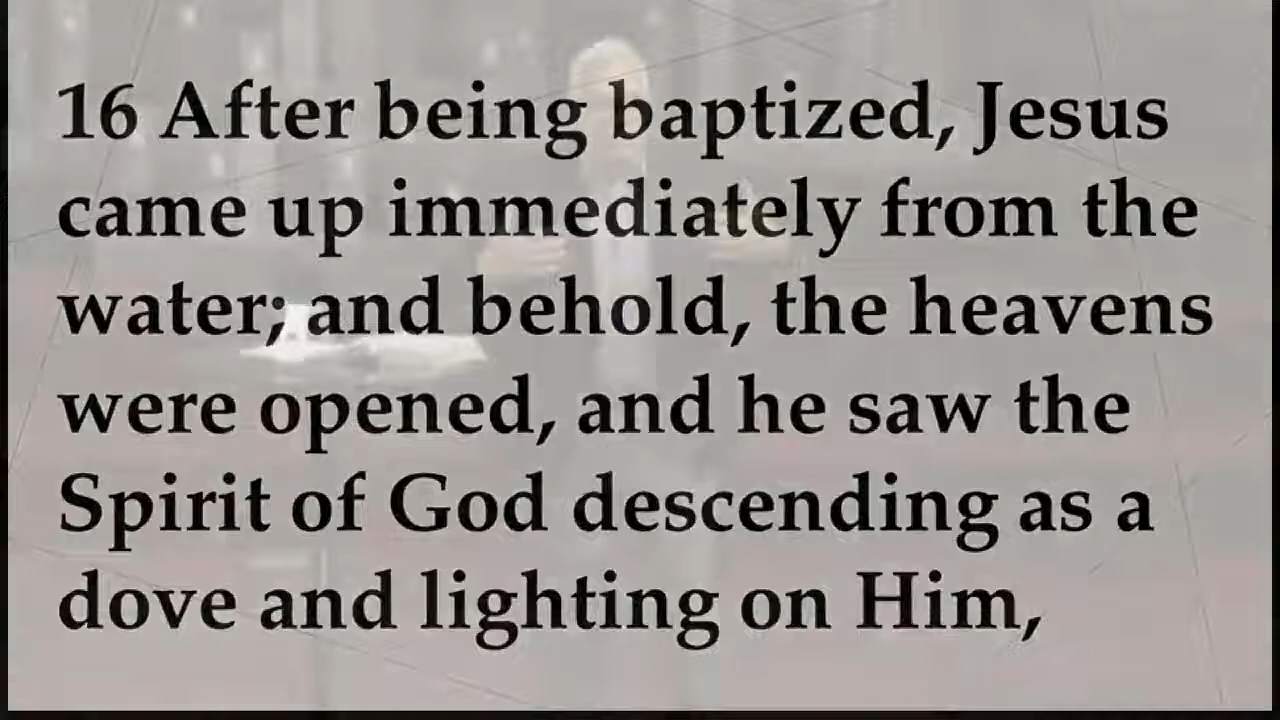 16 After being baptized, Jesus
came up immediately from the
water; and behold, the heavens
were opened, and he saw the
Spirit of God descending as a
dove and lighting on Him,